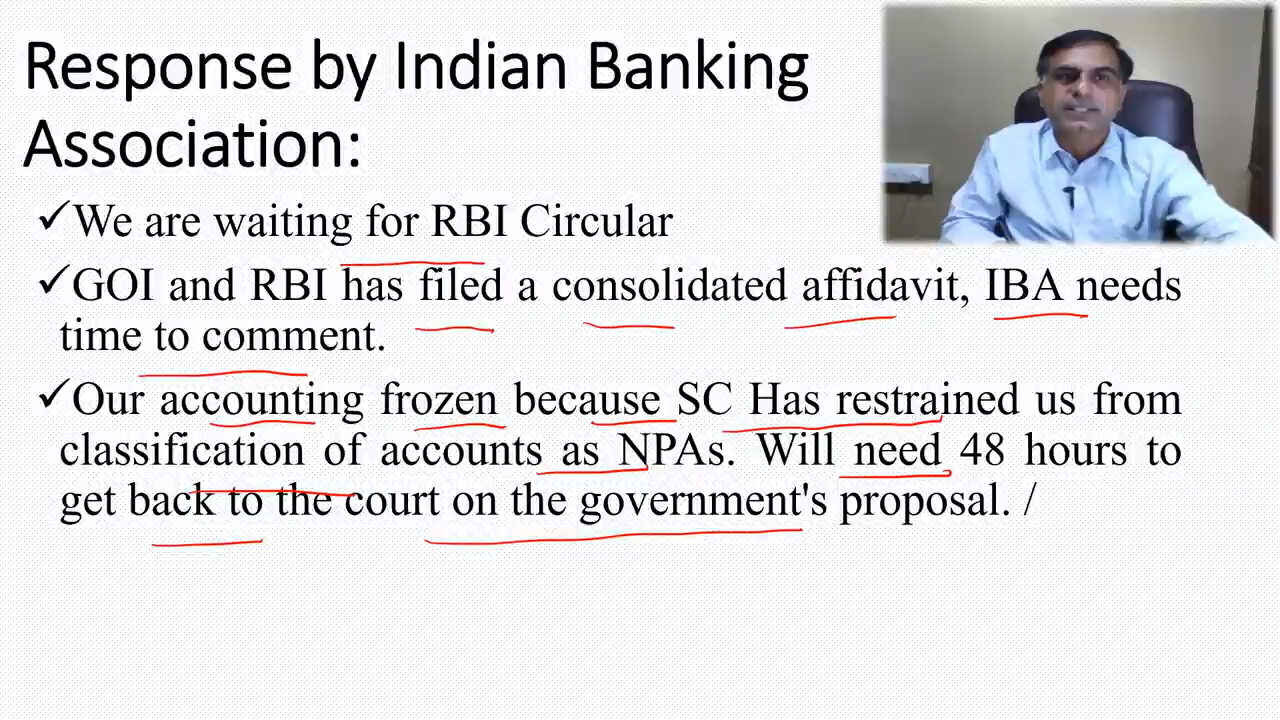 Response by Indian Banking
Association:
✓We are waiting for RBI Circular
✓GOI and RBI has filed a consolidated affidavit, IBA needs
time to comment.
✓Our accounting frozen because SC Has restrained us from
classification of accounts as NPAs. Will need 48 hours to
get back to the court on the government's proposal. /